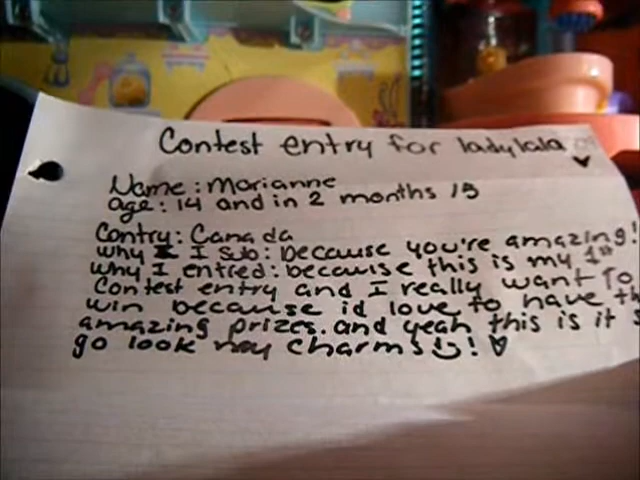 Contest entry for ladylala
Name: Marianne
age: 14 and in 2 months 15
Contry: Canada
why I sub: because you're amazing!
why I entred: because this is my 1st
Contest entry and I really want to
win because id love to have th
amazing prizes. and yeah this is it s
go look my charms !